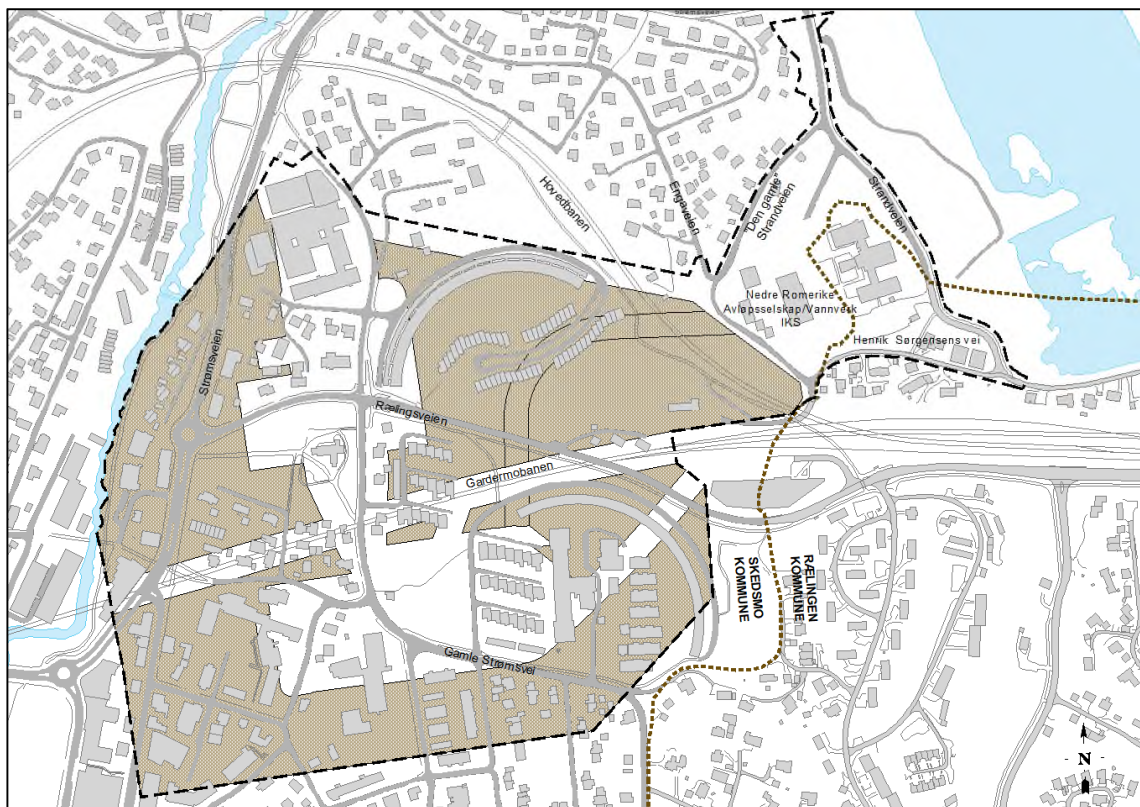 Hovedbanen
Engaveien
"Den gamle"
Strandveien
Strandveien
Strømsveien
Nedre Romerike
Avløpsselskap/Vannverk
IKS
Henrik Sørgensens vei
Rælingsveien
Gardermobanen
SKEDSMO
KOMMUNE
RÆLINGEN
KOMMUNE
Gamle Strømsvei
- N -